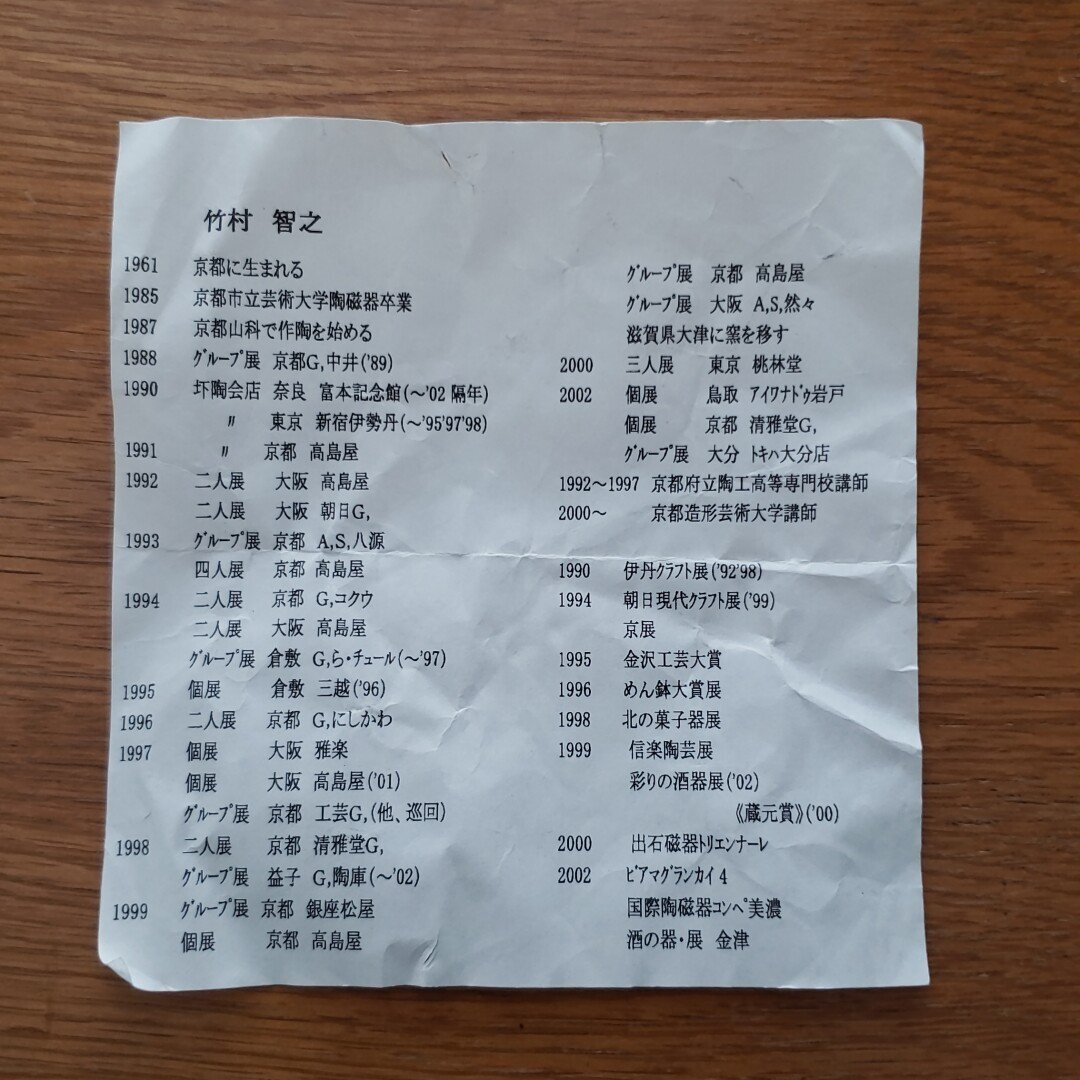 竹村 智之
1961 京都に生まれる
1985 京都市立芸術大学陶磁器卒業
1987 京都山科で作陶を始める
1988 ｸﾞﾙｰﾌﾟ展 京都G,中井('89)
1990 圷陶会店 奈良 富本記念館(～'02 隔年)
〃 東京 新宿伊勢丹(～'95'97'98)
1991 〃 京都 高島屋
1992 二人展 大阪 高島屋
二人展 大阪 朝日G,
1993 ｸﾞﾙｰﾌﾟ展 京都 A,S,八源
四人展 京都 高島屋
1994 二人展 京都 G,コクウ
二人展 大阪 高島屋
ｸﾞﾙｰﾌﾟ展 倉敷 G,ら・チュール(～'97)
1995 個展 倉敷 三越('96)
1996 二人展 京都 G,にしかわ
1997 個展 大阪 雅楽
個展 大阪 高島屋('01)
ｸﾞﾙｰﾌﾟ展 京都 工芸G,(他、巡回)
1998 二人展 京都 清雅堂G,
ｸﾞﾙｰﾌﾟ展 益子 G,陶庫(～'02)
1999 ｸﾞﾙｰﾌﾟ展 京都 銀座松屋
個展 京都 高島屋
ｸﾞﾙｰﾌﾟ展 京都 高島屋
ｸﾞﾙｰﾌﾟ展 大阪 A,S,然々
滋賀県大津に窯を移す
2000 三人展 東京 桃林堂
2002 個展 鳥取 ｱｲﾜﾅﾄﾞｩ岩戸
個展 京都 清雅堂G,
ｸﾞﾙｰﾌﾟ展 大分 ﾄｷﾊ大分店
1992～1997 京都府立陶工高等専門校講師
2000～ 京都造形芸術大学講師
1990 伊丹ｸﾗﾌﾄ展('92'98)
1994 朝日現代ｸﾗﾌﾄ展('99)
京展
1995 金沢工芸大賞
1996 めん鉢大賞展
1998 北の菓子器展
1999 信楽陶芸展
彩りの酒器展('02)
《蔵元賞》('00)
2000 出石磁器ﾄﾘｴﾝﾅｰﾚ
2002 ﾋﾞｱﾏｸﾞﾗﾝｶｲ 4
国際陶磁器ｺﾝﾍﾟ美濃
酒の器・展 金津